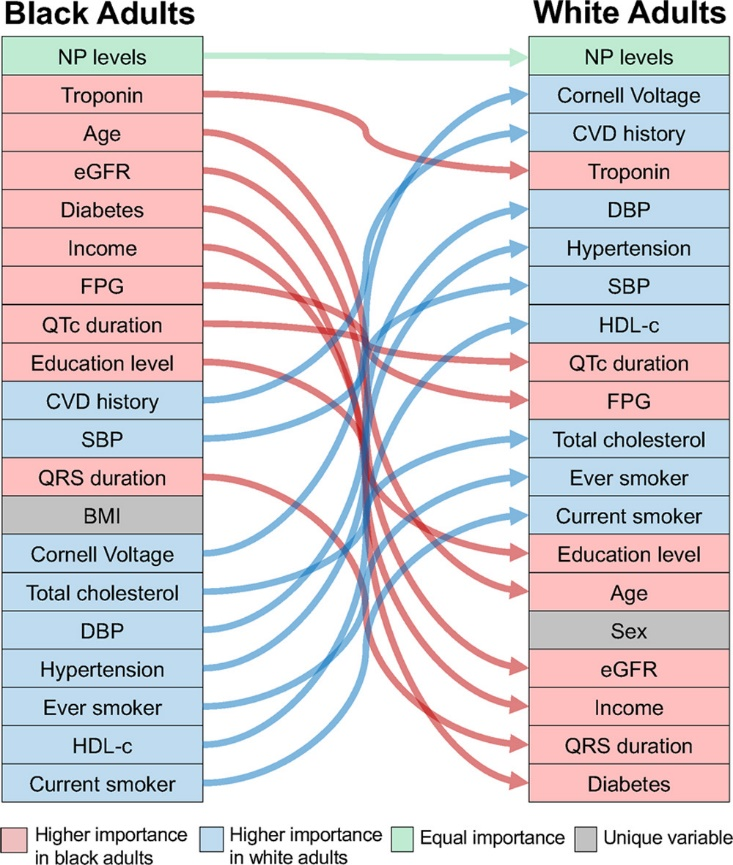 Black Adults
White Adults
NP levels
Troponin
Age
eGFR
Diabetes
Income
FPG
QTc duration
Education level
CVD history
SBP
QRS duration
BMI
Cornell Voltage
Total cholesterol
DBP
Hypertension
Ever smoker
HDL-c
Current smoker
NP levels
Cornell Voltage
CVD history
Troponin
DBP
Hypertension
SBP
HDL-c
QTc duration
FPG
Total cholesterol
Ever smoker
Current smoker
Education level
Age
Sex
eGFR
Income
QRS duration
Diabetes
Higher importance
in black adults
Higher importance
in white adults
Equal importance
Unique variable